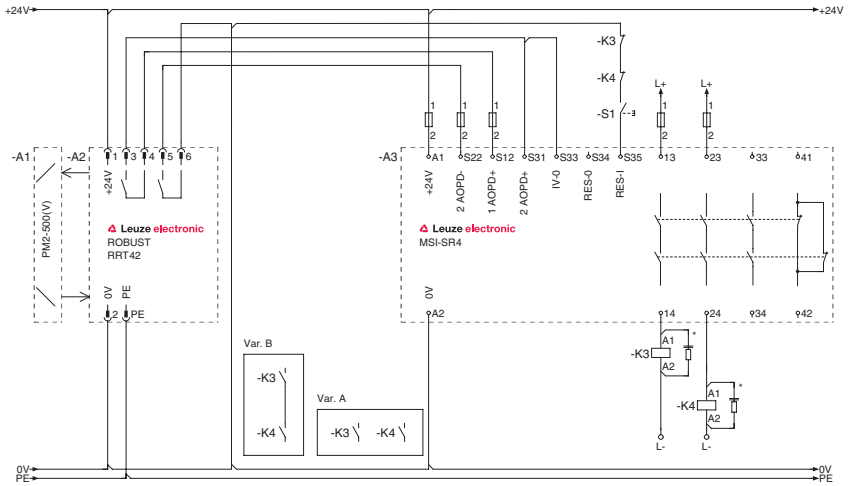 +24V +24V
-K3
-K4 L+ L+
-S1 1 1 1 1 1
2 2 2 2 2
-A1 -A2 1 3 4 5 6 -A3 A1 S22 S12 S31 S33 S34 S35 13 23 33 41
PM2-500(V)
+24V
+24V
2 AOPD-
1 AOPD+
2 AOPD+
IV-0
RES-0
RES-I
Leuze electronic
ROBUST
RRT42
Leuze electronic
MSI-SR4
0V
PE
0V
2 PE A2 14 24 34 42
Var. B
-K3
-K4
Var. A
-K3 -K4
-K3 A1 *
A2
-K4 A1 *
A2
L- L-
0V 0V
PE PE